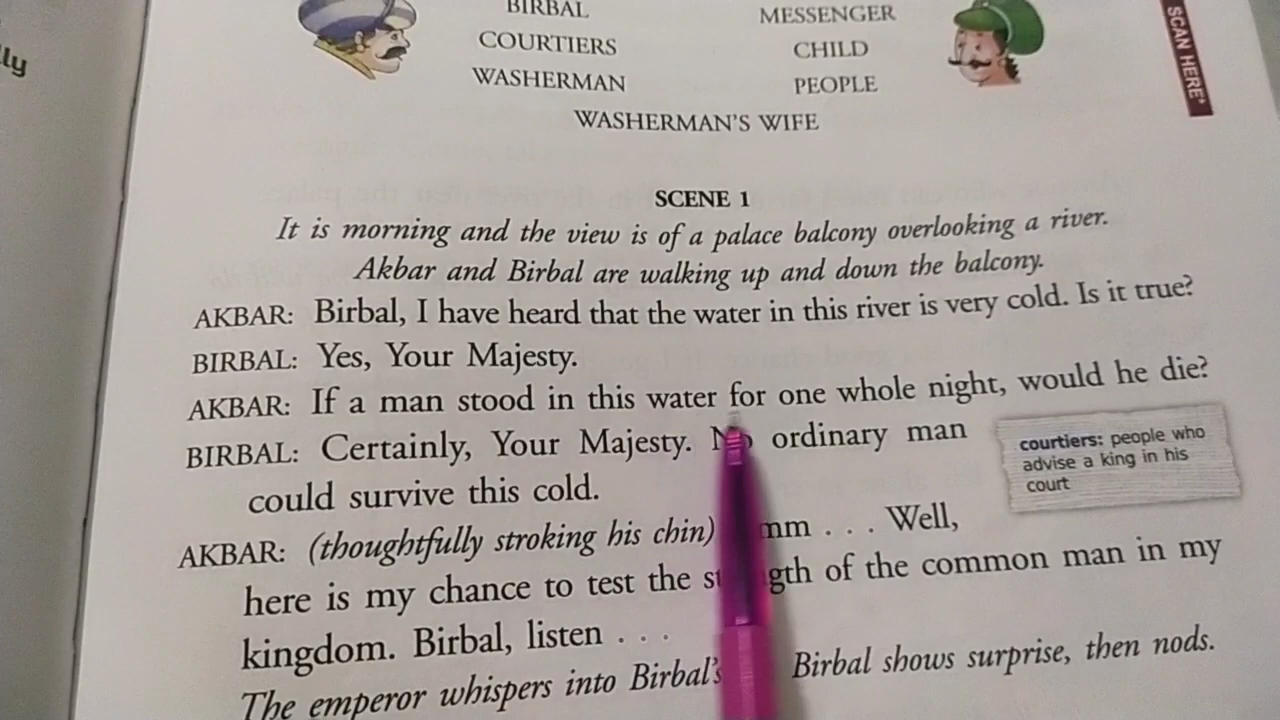 lly
BIRBAL
MESSENGER
COURTIERS
CHILD
WASHERMAN
PEOPLE
WASHERMAN'S WIFE
SCAN HERE*
SCENE 1
It is morning and the view is of a palace balcony overlooking a river.
Akbar and Birbal are walking up and down the balcony.
AKBAR: Birbal, I have heard that the water in this river is very cold. Is it true?
BIRBAL: Yes, Your Majesty.
AKBAR: If a man stood in this water for one whole night, would he die?
BIRBAL: Certainly, Your Majesty. No ordinary man
could survive this cold.
courtiers: people who
advise a king in his
court
AKBAR: (thoughtfully stroking his chin) mm . . . Well,
here is my chance to test the strength of the common man in my
kingdom. Birbal, listen . . .
The emperor whispers into Birbal's Birbal shows surprise, then nods.